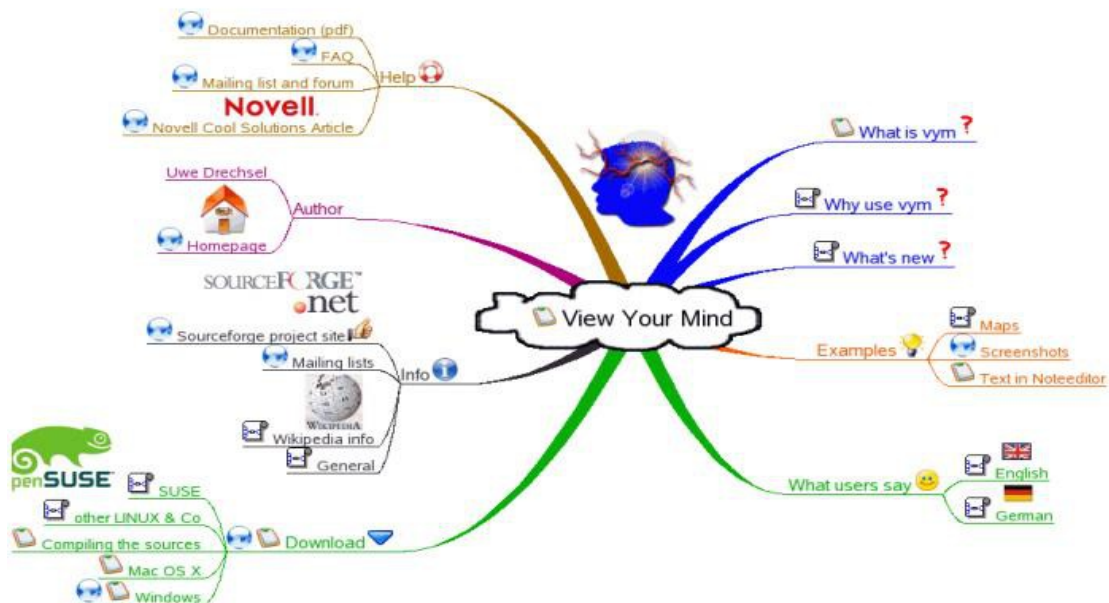 Documentation (pdf)
FAQ
Mailing list and forum
Novell.
Novell Cool Solutions Article
Help
Uwe Drechsel
Homepage
Author
SOURCEFORGE™
.net
Sourceforge project site
Mailing lists
WIKIPEDIA
Wikipedia info
General
Info
penSUSE™
SUSE
other LINUX & Co
Compiling the sources
Mac OS X
Windows
Download
View Your Mind
What is vym ?
Why use vym ?
What's new ?
Examples
Maps
Screenshots
Text in Noteeditor
What users say
English
German